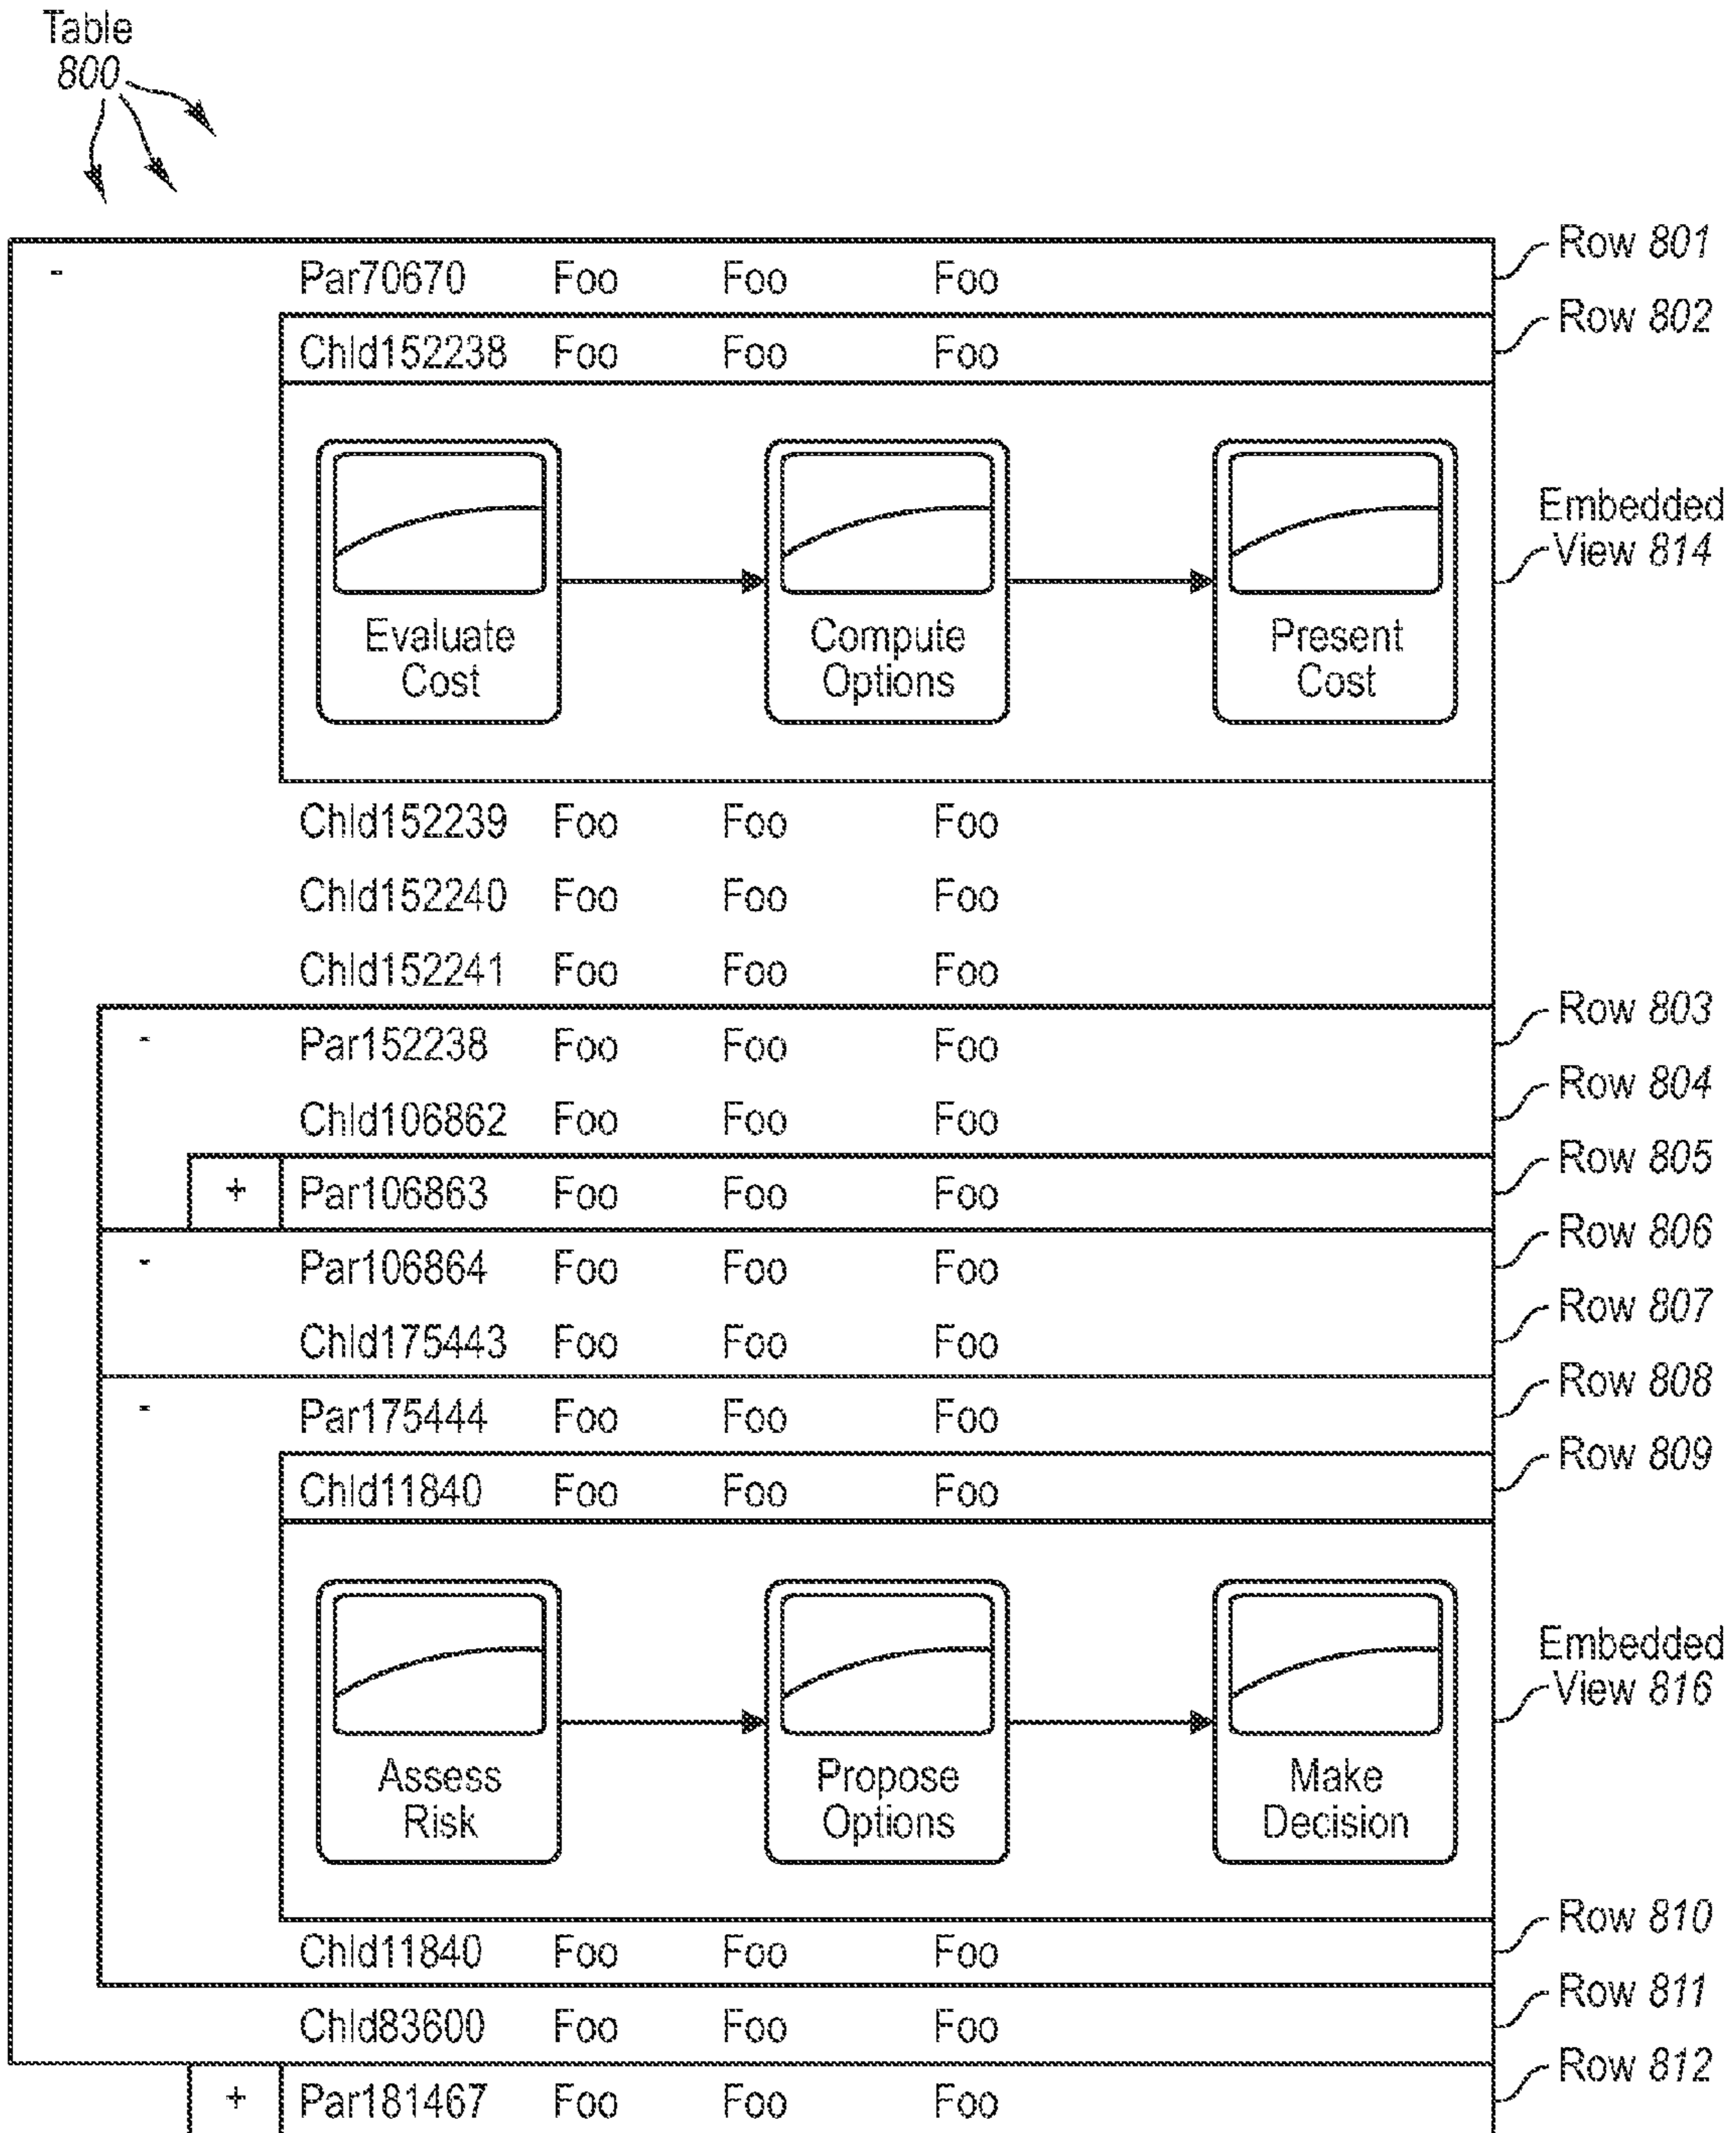 Table
800
- Par70670 Foo Foo Foo Row 801
Chld152238 Foo Foo Foo Row 802
Embedded
View 814
Evaluate
Cost
Compute
Options
Present
Cost
Chld152239 Foo Foo Foo
Chld152240 Foo Foo Foo
Chld152241 Foo Foo Foo
- Par152238 Foo Foo Foo Row 803
Chld106862 Foo Foo Foo Row 804
+ Par106863 Foo Foo Foo Row 805
- Par106864 Foo Foo Foo Row 806
Chld175443 Foo Foo Foo Row 807
- Par175444 Foo Foo Foo Row 808
Chld11840 Foo Foo Foo Row 809
Embedded
View 816
Assess
Risk
Propose
Options
Make
Decision
Chld11840 Foo Foo Foo Row 810
Chld83600 Foo Foo Foo Row 811
+ Par181467 Foo Foo Foo Row 812